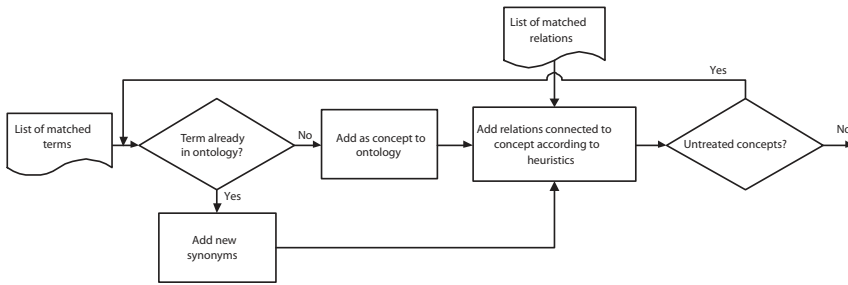 List of matched
relations
Yes
List of matched
terms
Term already
in ontology?
No
Add as concept to
ontology
Add relations connected to
concept according to
heuristics
Untreated concepts?
No
Yes
Add new
synonyms